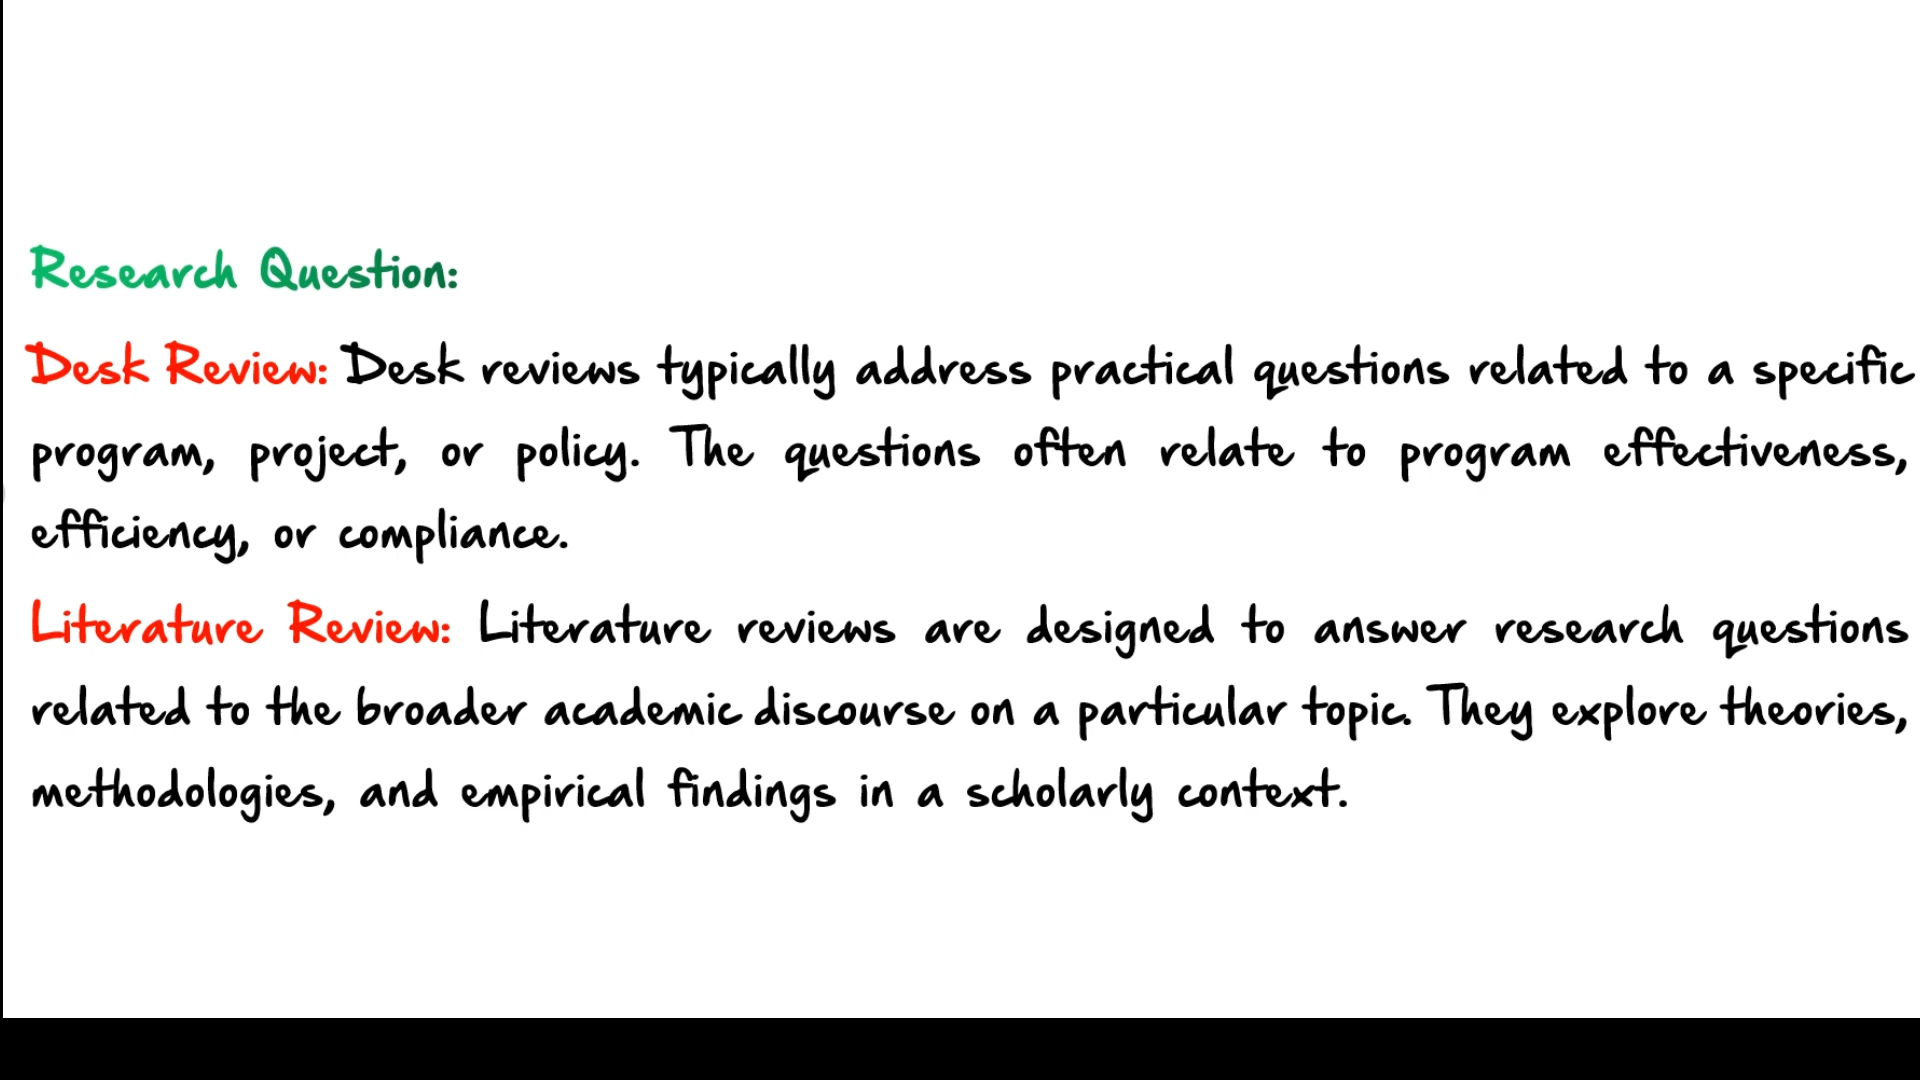 Research Question:
Desk Review: Desk reviews typically address practical questions related to a specific
program, project, or policy. The questions often relate to program effectiveness,
efficiency, or compliance.
Literature Review: Literature reviews are designed to answer research questions
related to the broader academic discourse on a particular topic. They explore theories,
methodologies, and empirical findings in a scholarly context.